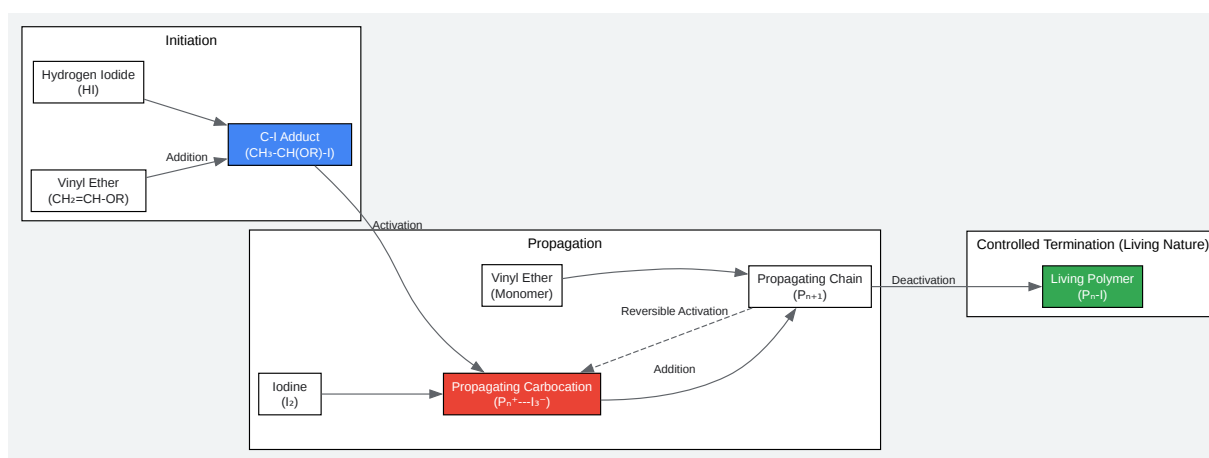 Initiation
Hydrogen Iodide
(HI)
C-I Adduct
(CH₃-CH(OR)-I)
Addition
Vinyl Ether
(CH₂=CH-OR)
Activation
Propagation
Vinyl Ether
(Monomer)
Propagating Chain
(Pₙ₊₁)
Reversible Activation
Addition
Iodine
(I₂)
Propagating Carbocation
(Pₙ⁺---I₃⁻)
Deactivation
Controlled Termination (Living Nature)
Living Polymer
(Pₙ-I)